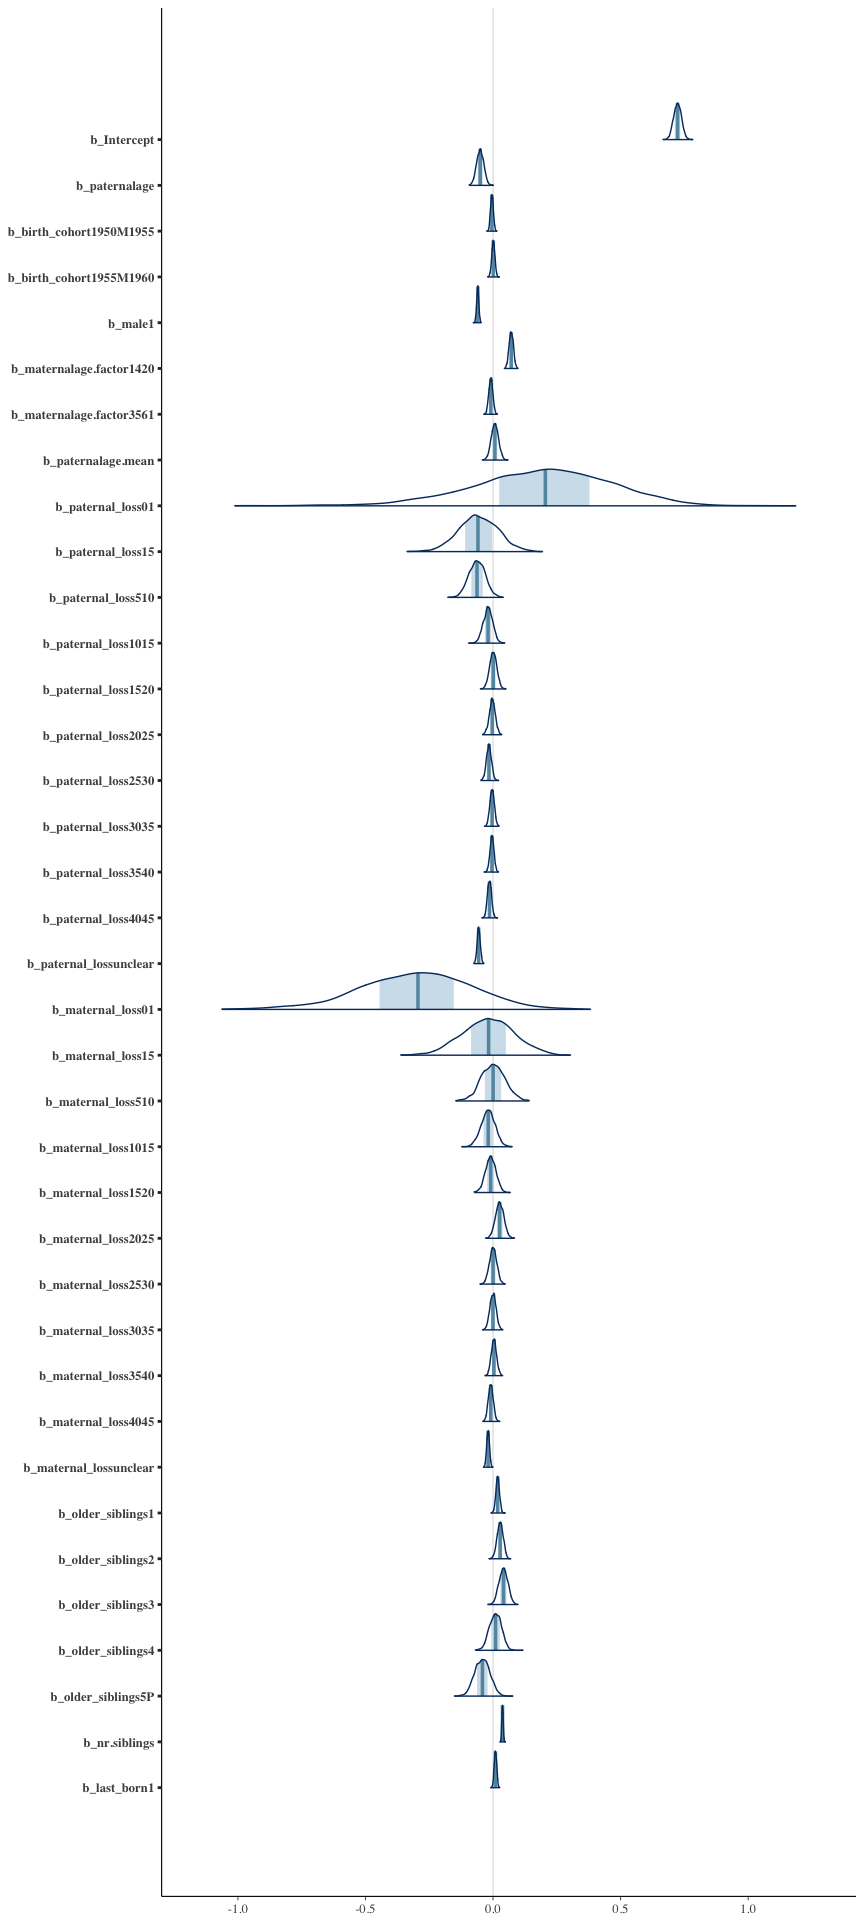 b_Intercept
b_paternalage
b_birth_cohort1950M1955
b_birth_cohort1955M1960
b_male1
b_maternalage.factor1420
b_maternalage.factor3561
b_paternalage.mean
b_paternal_loss01
b_paternal_loss15
b_paternal_loss510
b_paternal_loss1015
b_paternal_loss1520
b_paternal_loss2025
b_paternal_loss2530
b_paternal_loss3035
b_paternal_loss3540
b_paternal_loss4045
b_paternal_lossunclear
b_maternal_loss01
b_maternal_loss15
b_maternal_loss510
b_maternal_loss1015
b_maternal_loss1520
b_maternal_loss2025
b_maternal_loss2530
b_maternal_loss3035
b_maternal_loss3540
b_maternal_loss4045
b_maternal_lossunclear
b_older_siblings1
b_older_siblings2
b_older_siblings3
b_older_siblings4
b_older_siblings5P
b_nr.siblings
b_last_born1
-1.0 -0.5 0.0 0.5 1.0